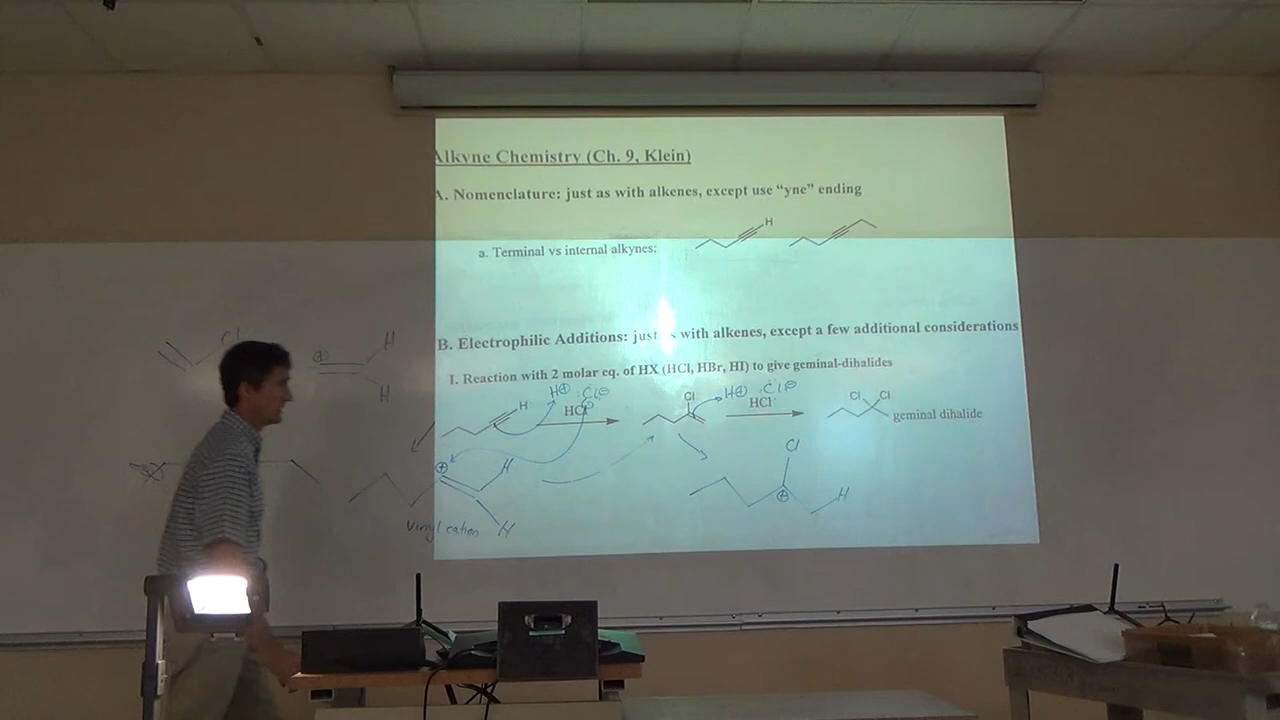 Alkyne Chemistry (Ch. 9, Klein)
A. Nomenclature: just as with alkenes, except use “yne” ending
H
a. Terminal vs internal alkynes:
B. Electrophilic Additions: just as with alkenes, except a few additional considerations
I. Reaction with 2 molar eq. of HX (HCl, HBr, HI) to give geminal-dihalides
Cl
⊕
H
H
H⊕ :Cl⊖
H
HCl
Cl
H⊕ :Cl⊖
HCl
Cl Cl
geminal dihalide
⊕
H
H
Vinyl cation
Cl
⊕
H